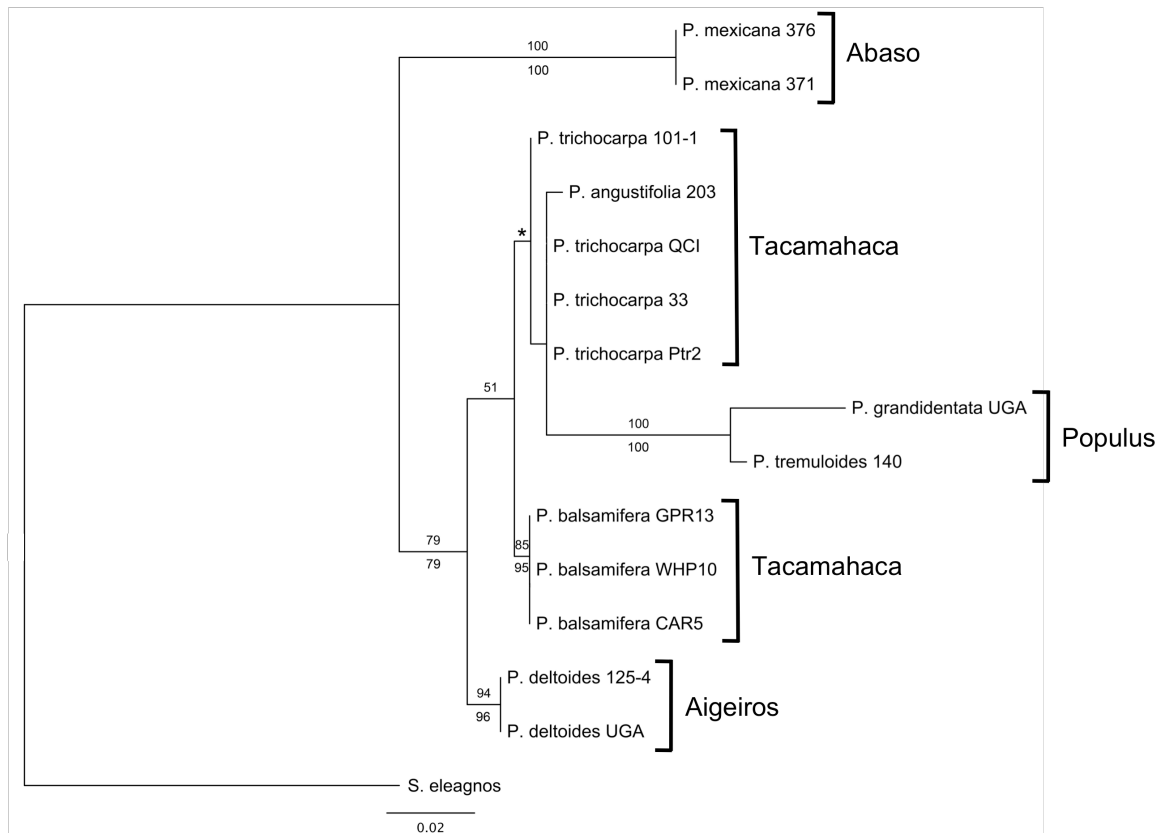 P. mexicana 376
100
Abaso
100
P. mexicana 371
P. trichocarpa 101-1
P. angustifolia 203
*
P. trichocarpa QCI
Tacamahaca
P. trichocarpa 33
P. trichocarpa Ptr2
51
P. grandidentata UGA
100
Populus
100
P. tremuloides 140
P. balsamifera GPR13
79
85
79
95
P. balsamifera WHP10
Tacamahaca
P. balsamifera CAR5
P. deltoides 125-4
94
Aigeiros
96
P. deltoides UGA
S. eleagnos
0.02